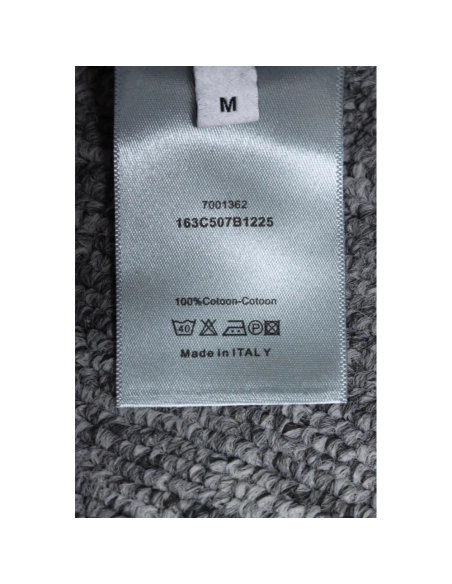 M
7001362
163C507B1225
100%Cotoon-Cotoon
40 P
Made in ITALY